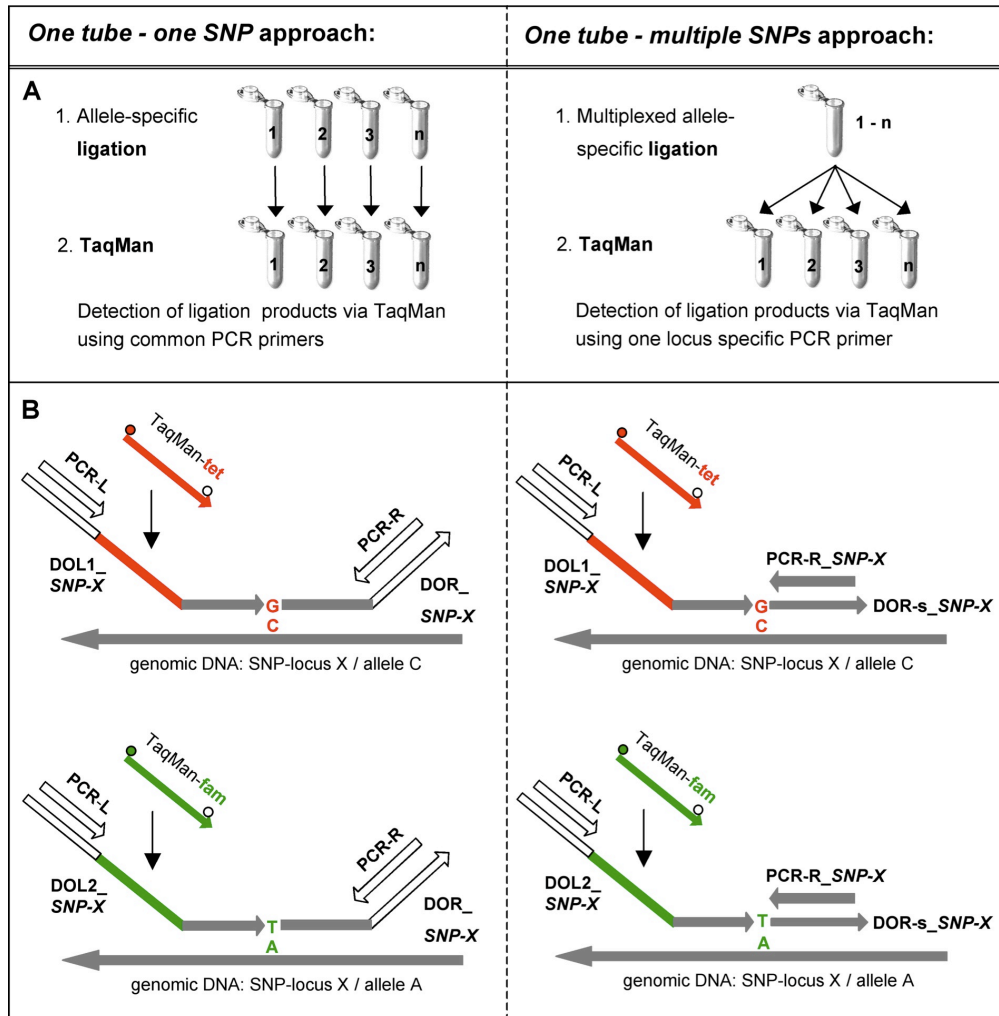 One tube - one SNP approach:
One tube - multiple SNPs approach:
A
1. Allele-specific
ligation
1 2 3 n
2. TaqMan
1 2 3 n
Detection of ligation products via TaqMan
using common PCR primers
1. Multiplexed allele-
specific ligation
1 - n
2. TaqMan
1 2 3 n
Detection of ligation products via TaqMan
using one locus specific PCR primer
B
TaqMan-tet
PCR-L
PCR-R
DOL1_
SNP-X
DOR_
SNP-X
G
C
genomic DNA: SNP-locus X / allele C
TaqMan-fam
PCR-L
PCR-R
DOL2_
SNP-X
DOR_
SNP-X
T
A
genomic DNA: SNP-locus X / allele A
TaqMan-tet
PCR-L
DOL1_
SNP-X
PCR-R_SNP-X
G
DOR-s_SNP-X
C
genomic DNA: SNP-locus X / allele C
TaqMan-fam
PCR-L
DOL2_
SNP-X
PCR-R_SNP-X
T
DOR-s_SNP-X
A
genomic DNA: SNP-locus X / allele A